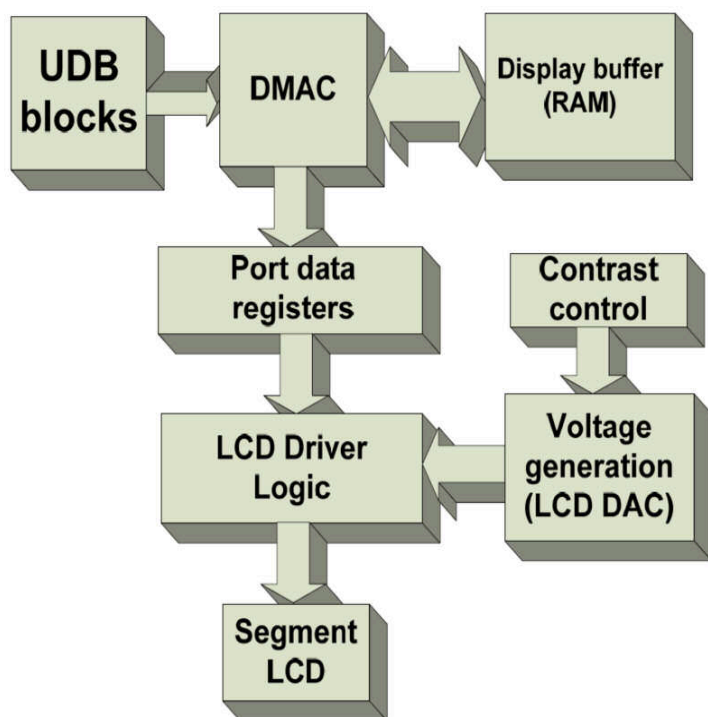 UDB
blocks
DMAC
Display buffer
(RAM)
Port data
registers
Contrast
control
LCD Driver
Logic
Voltage
generation
(LCD DAC)
Segment
LCD